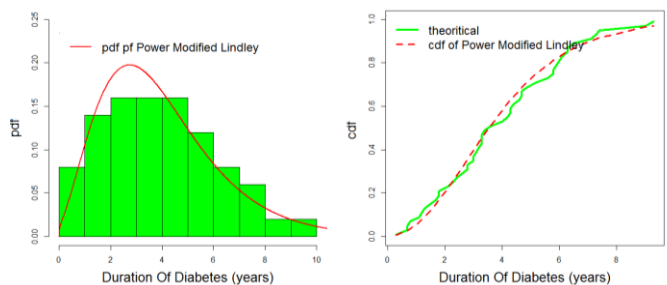 0.25
pdf pf Power Modified Lindley
0.20
0.15
pdf
0.10
0.05
0.00
0 2 4 6 8 10
Duration Of Diabetes (years)
1.0
theoritical
cdf of Power Modified Lindley
0.8
0.6
cdf
0.4
0.2
0.0
0 2 4 6 8
Duration Of Diabetes (years)